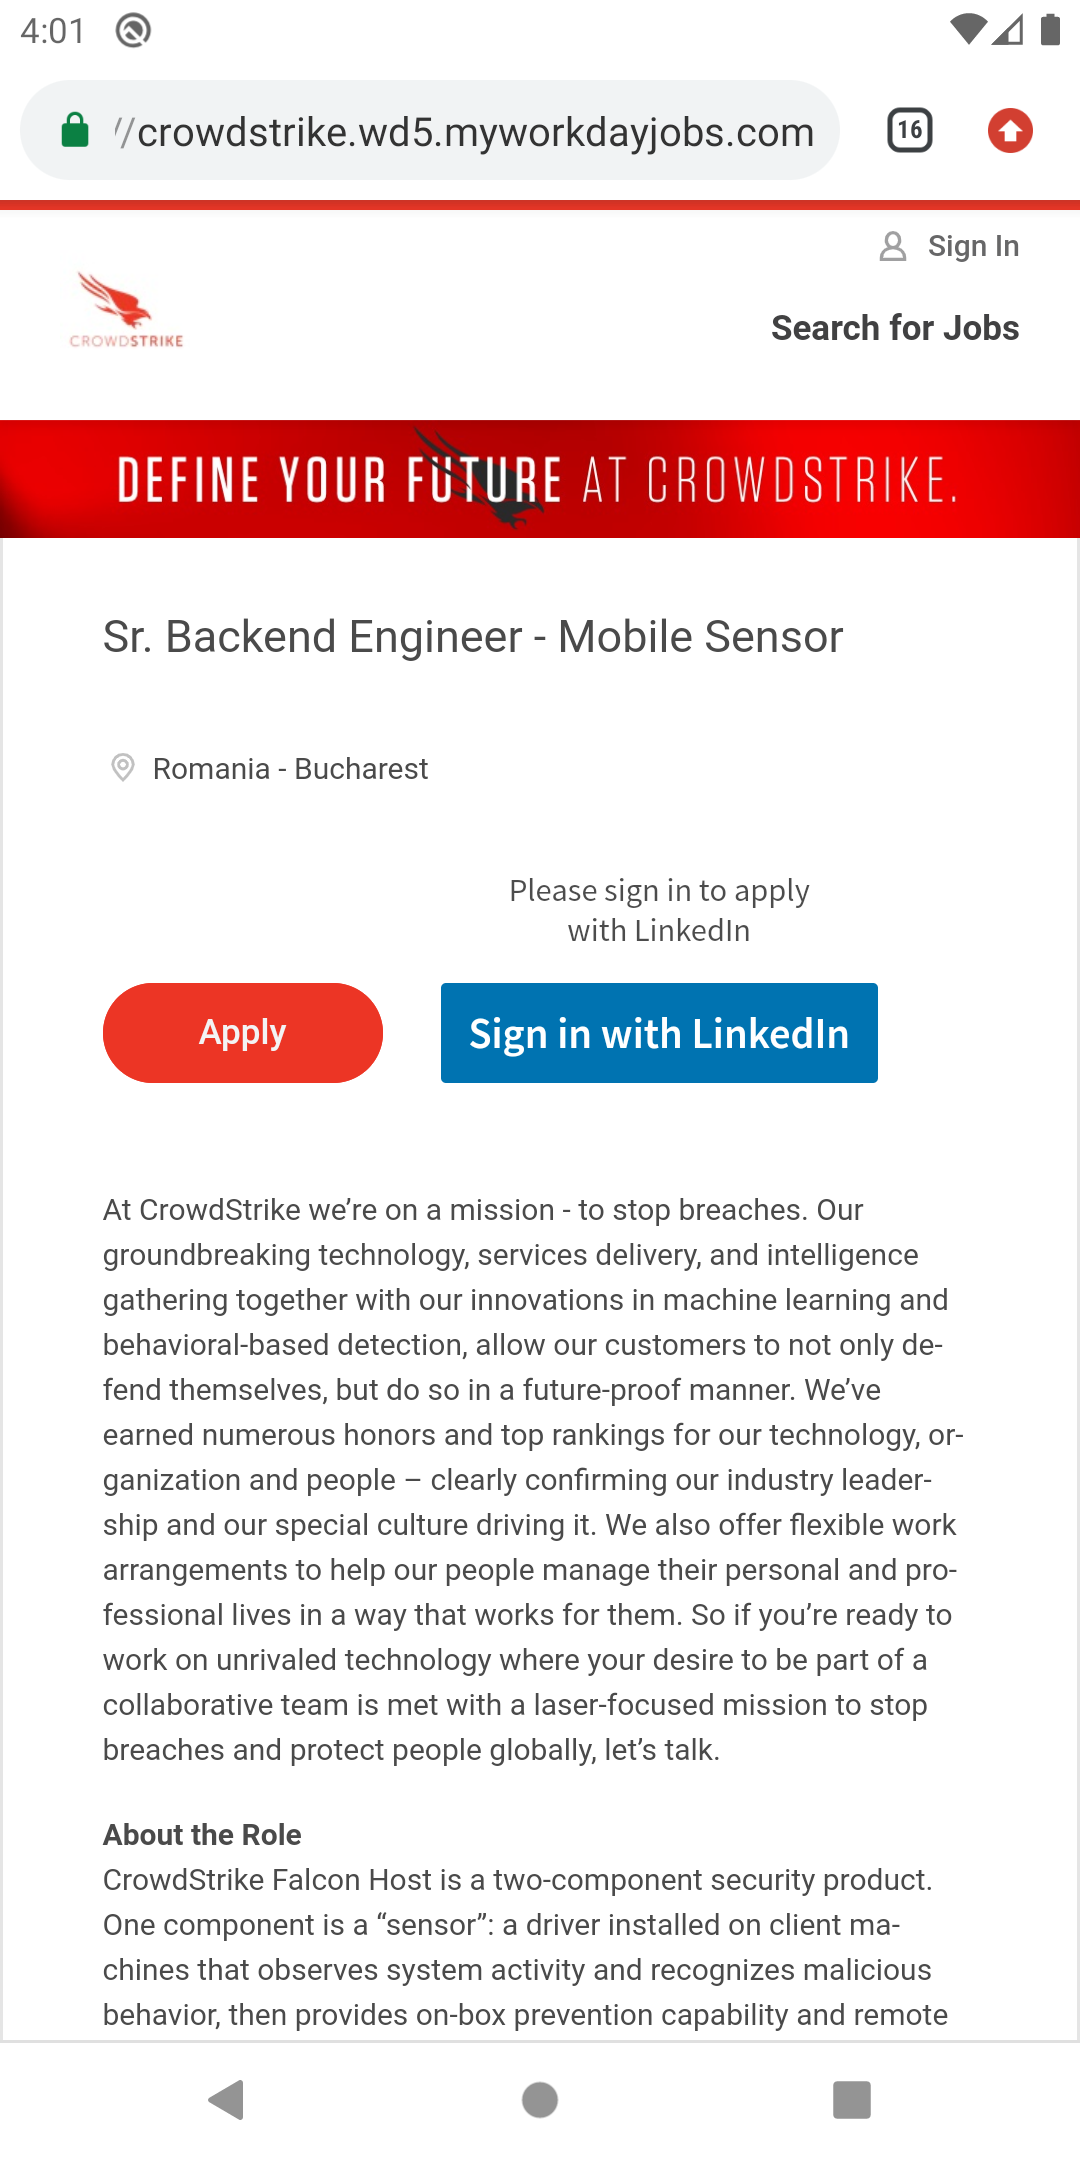 4:01
//crowdstrike.wd5.myworkdayjobs.com
16
Sign In
CROWDSTRIKE
Search for Jobs
DEFINE YOUR FUTURE AT CROWDSTRIKE.
Sr. Backend Engineer - Mobile Sensor
Romania - Bucharest
Please sign in to apply
with LinkedIn
Apply
Sign in with LinkedIn
At CrowdStrike we’re on a mission - to stop breaches. Our
groundbreaking technology, services delivery, and intelligence
gathering together with our innovations in machine learning and
behavioral-based detection, allow our customers to not only de-
fend themselves, but do so in a future-proof manner. We’ve
earned numerous honors and top rankings for our technology, or-
ganization and people – clearly confirming our industry leader-
ship and our special culture driving it. We also offer flexible work
arrangements to help our people manage their personal and pro-
fessional lives in a way that works for them. So if you’re ready to
work on unrivaled technology where your desire to be part of a
collaborative team is met with a laser-focused mission to stop
breaches and protect people globally, let’s talk.
About the Role
CrowdStrike Falcon Host is a two-component security product.
One component is a “sensor”: a driver installed on client ma-
chines that observes system activity and recognizes malicious
behavior, then provides on-box prevention capability and remote